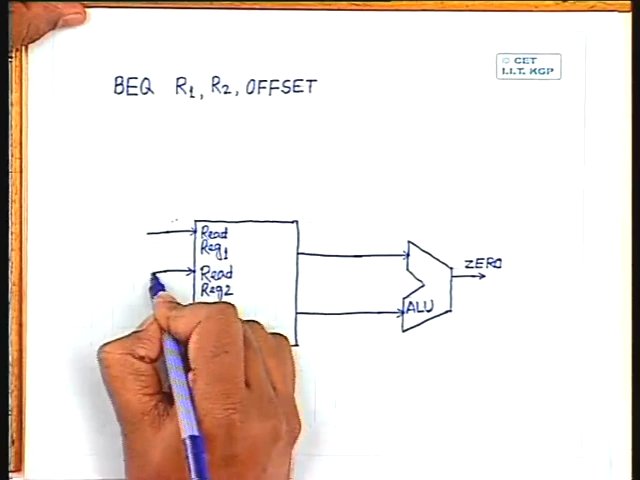 © CET
I.I.T. KGP
BEQ R1, R2, OFFSET
Read
Reg1
Read
Reg2
ZERO
ALU